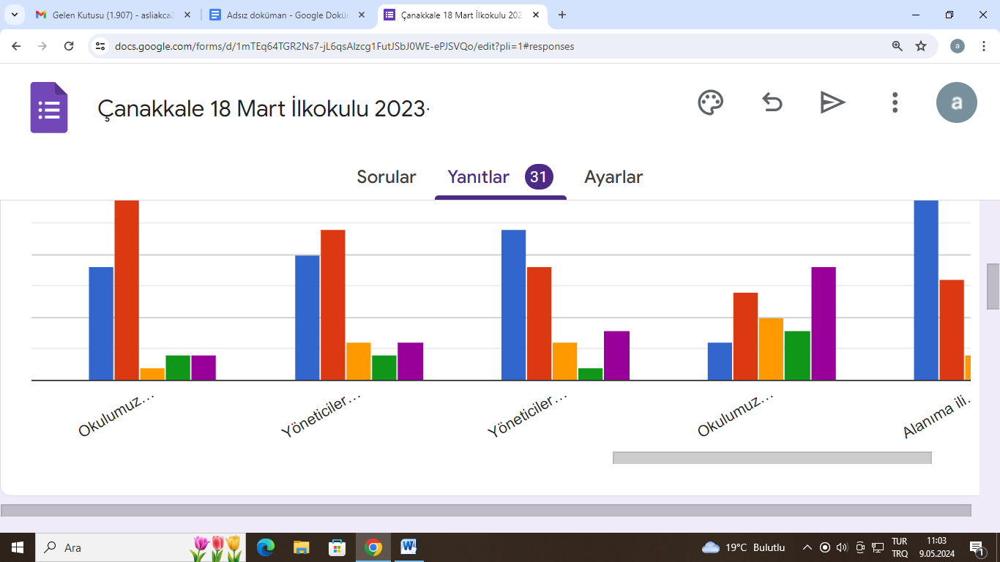 Gelen Kutusu (1.907) - asliakca2
Adsız doküman - Google Dokü
Çanakkale 18 Mart İlkokulu 202
docs.google.com/forms/d/1mTEq64TGR2Ns7-jL6qsAlzcg1FutJSbJ0WE-ePJSVQo/edit?pli=1#responses
a
Çanakkale 18 Mart İlkokulu 2023-
a
Sorular Yanıtlar 31 Ayarlar
Okulumuz...
Yöneticiler...
Yöneticiler...
Okulumuz...
Alanıma ili.
Ara
19°C Bulutlu
TUR
TRQ
11:03
9.05.2024
1